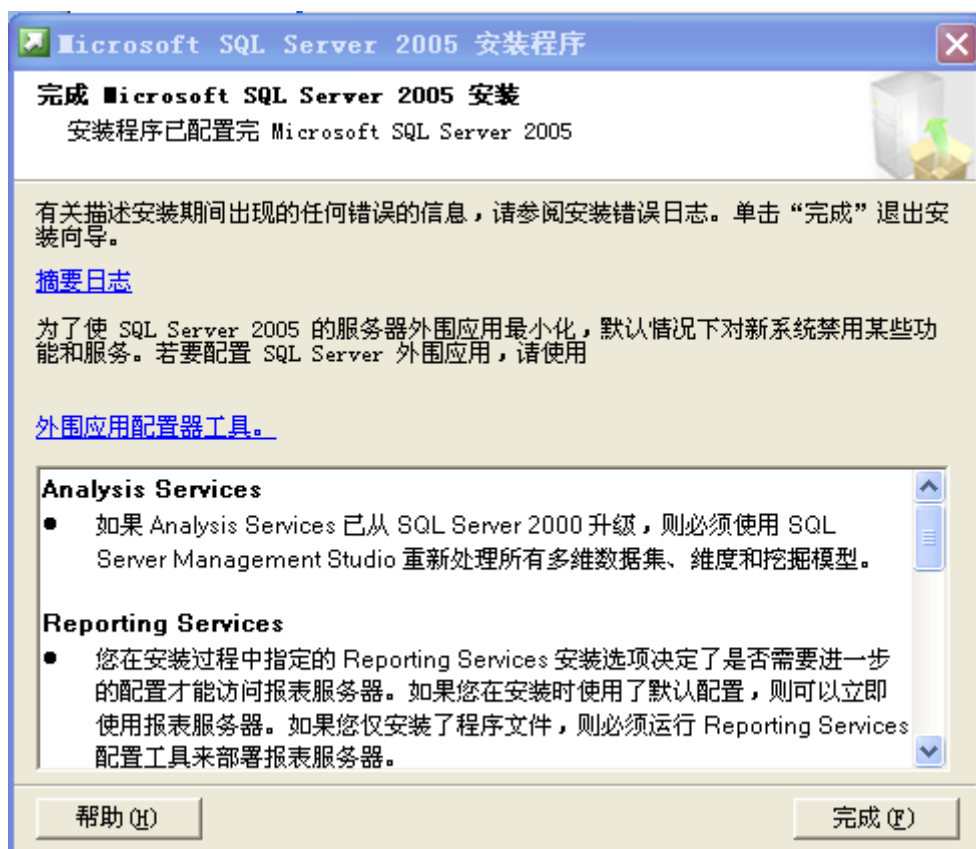 Microsoft SQL Server 2005 安装程序
完成 Microsoft SQL Server 2005 安装
安装程序已配置完 Microsoft SQL Server 2005
有关描述安装期间出现的任何错误的信息，请参阅安装错误日志。单击“完成”退出安
装向导。
摘要日志
为了使 SQL Server 2005 的服务器外围应用最小化，默认情况下对新系统禁用某些功
能和服务。若要配置 SQL Server 外围应用，请使用
外围应用配置器工具。
Analysis Services
● 如果 Analysis Services 已从 SQL Server 2000 升级，则必须使用 SQL
Server Management Studio 重新处理所有多维数据集、维度和挖掘模型。
Reporting Services
● 您在安装过程中指定的 Reporting Services 安装选项决定了是否需要进一步
的配置才能访问报表服务器。如果您在安装时使用了默认配置，则可以立即
使用报表服务器。如果您仅安装了程序文件，则必须运行 Reporting Services
配置工具来部署报表服务器。
帮助(H)
完成(F)